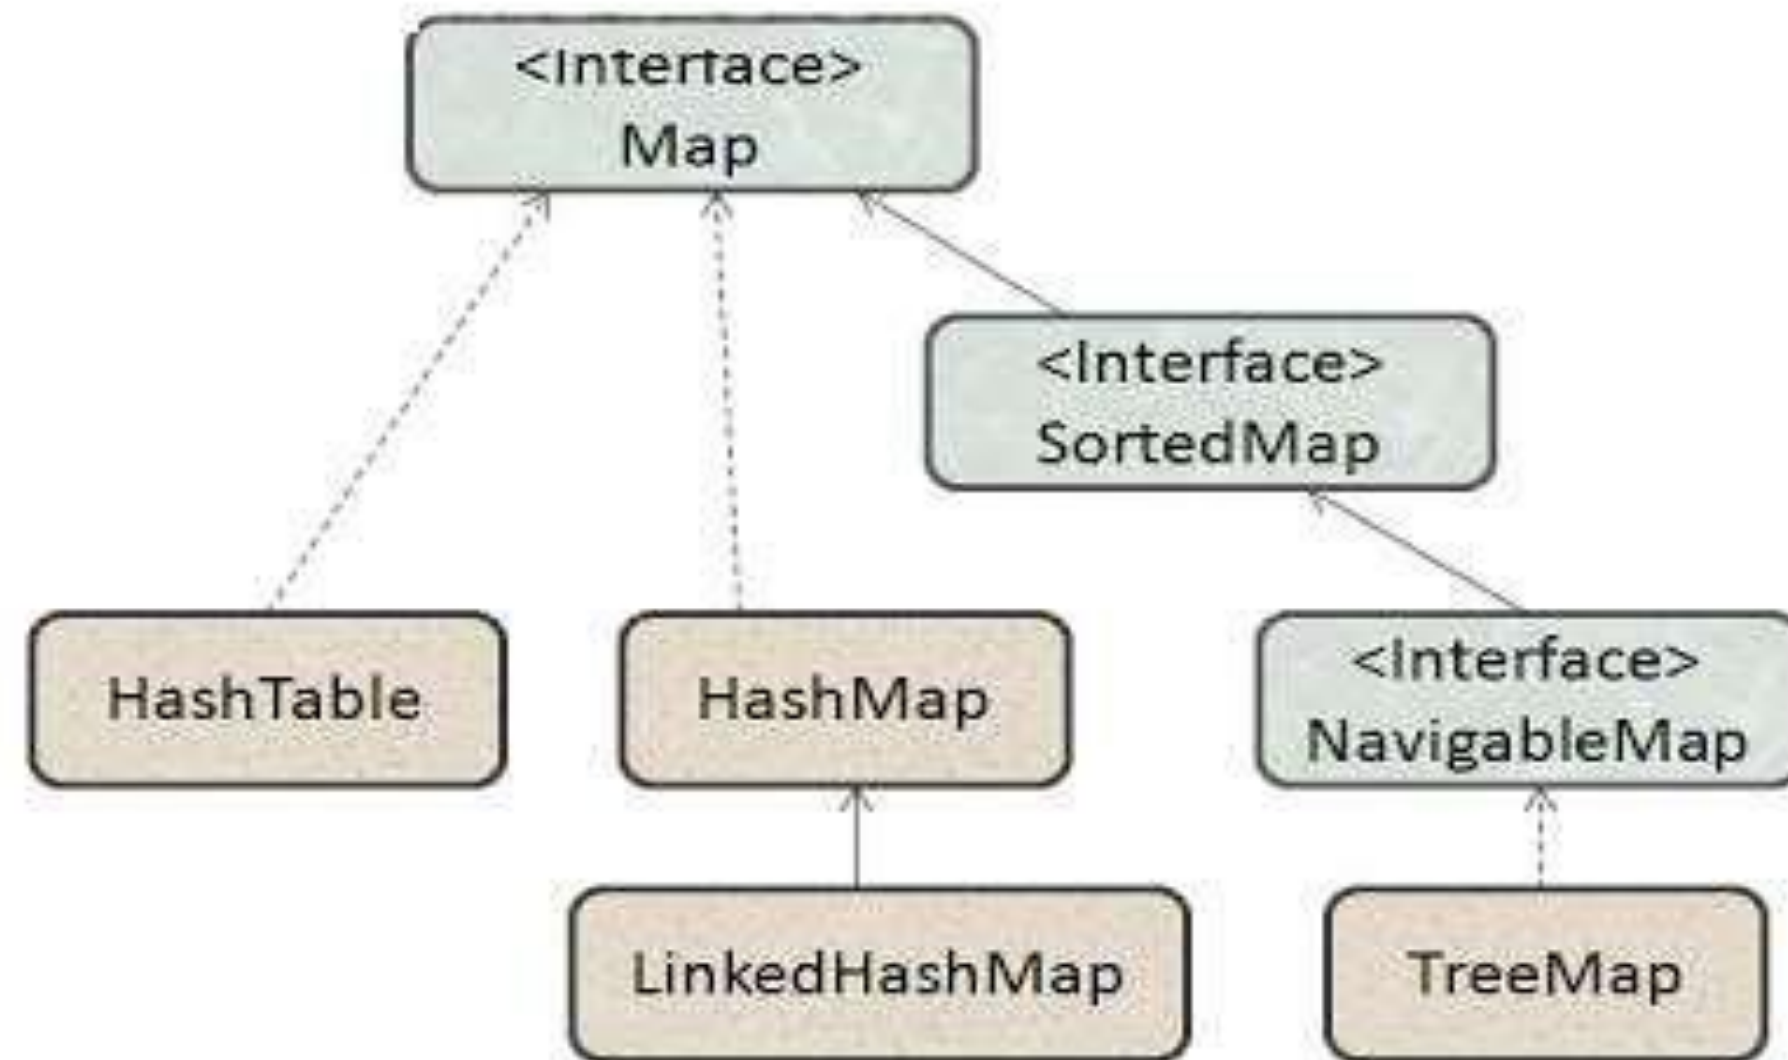 <Interface>
Map
<Interface>
SortedMap
HashTable
HashMap
<Interface>
NavigableMap
LinkedHashMap
TreeMap